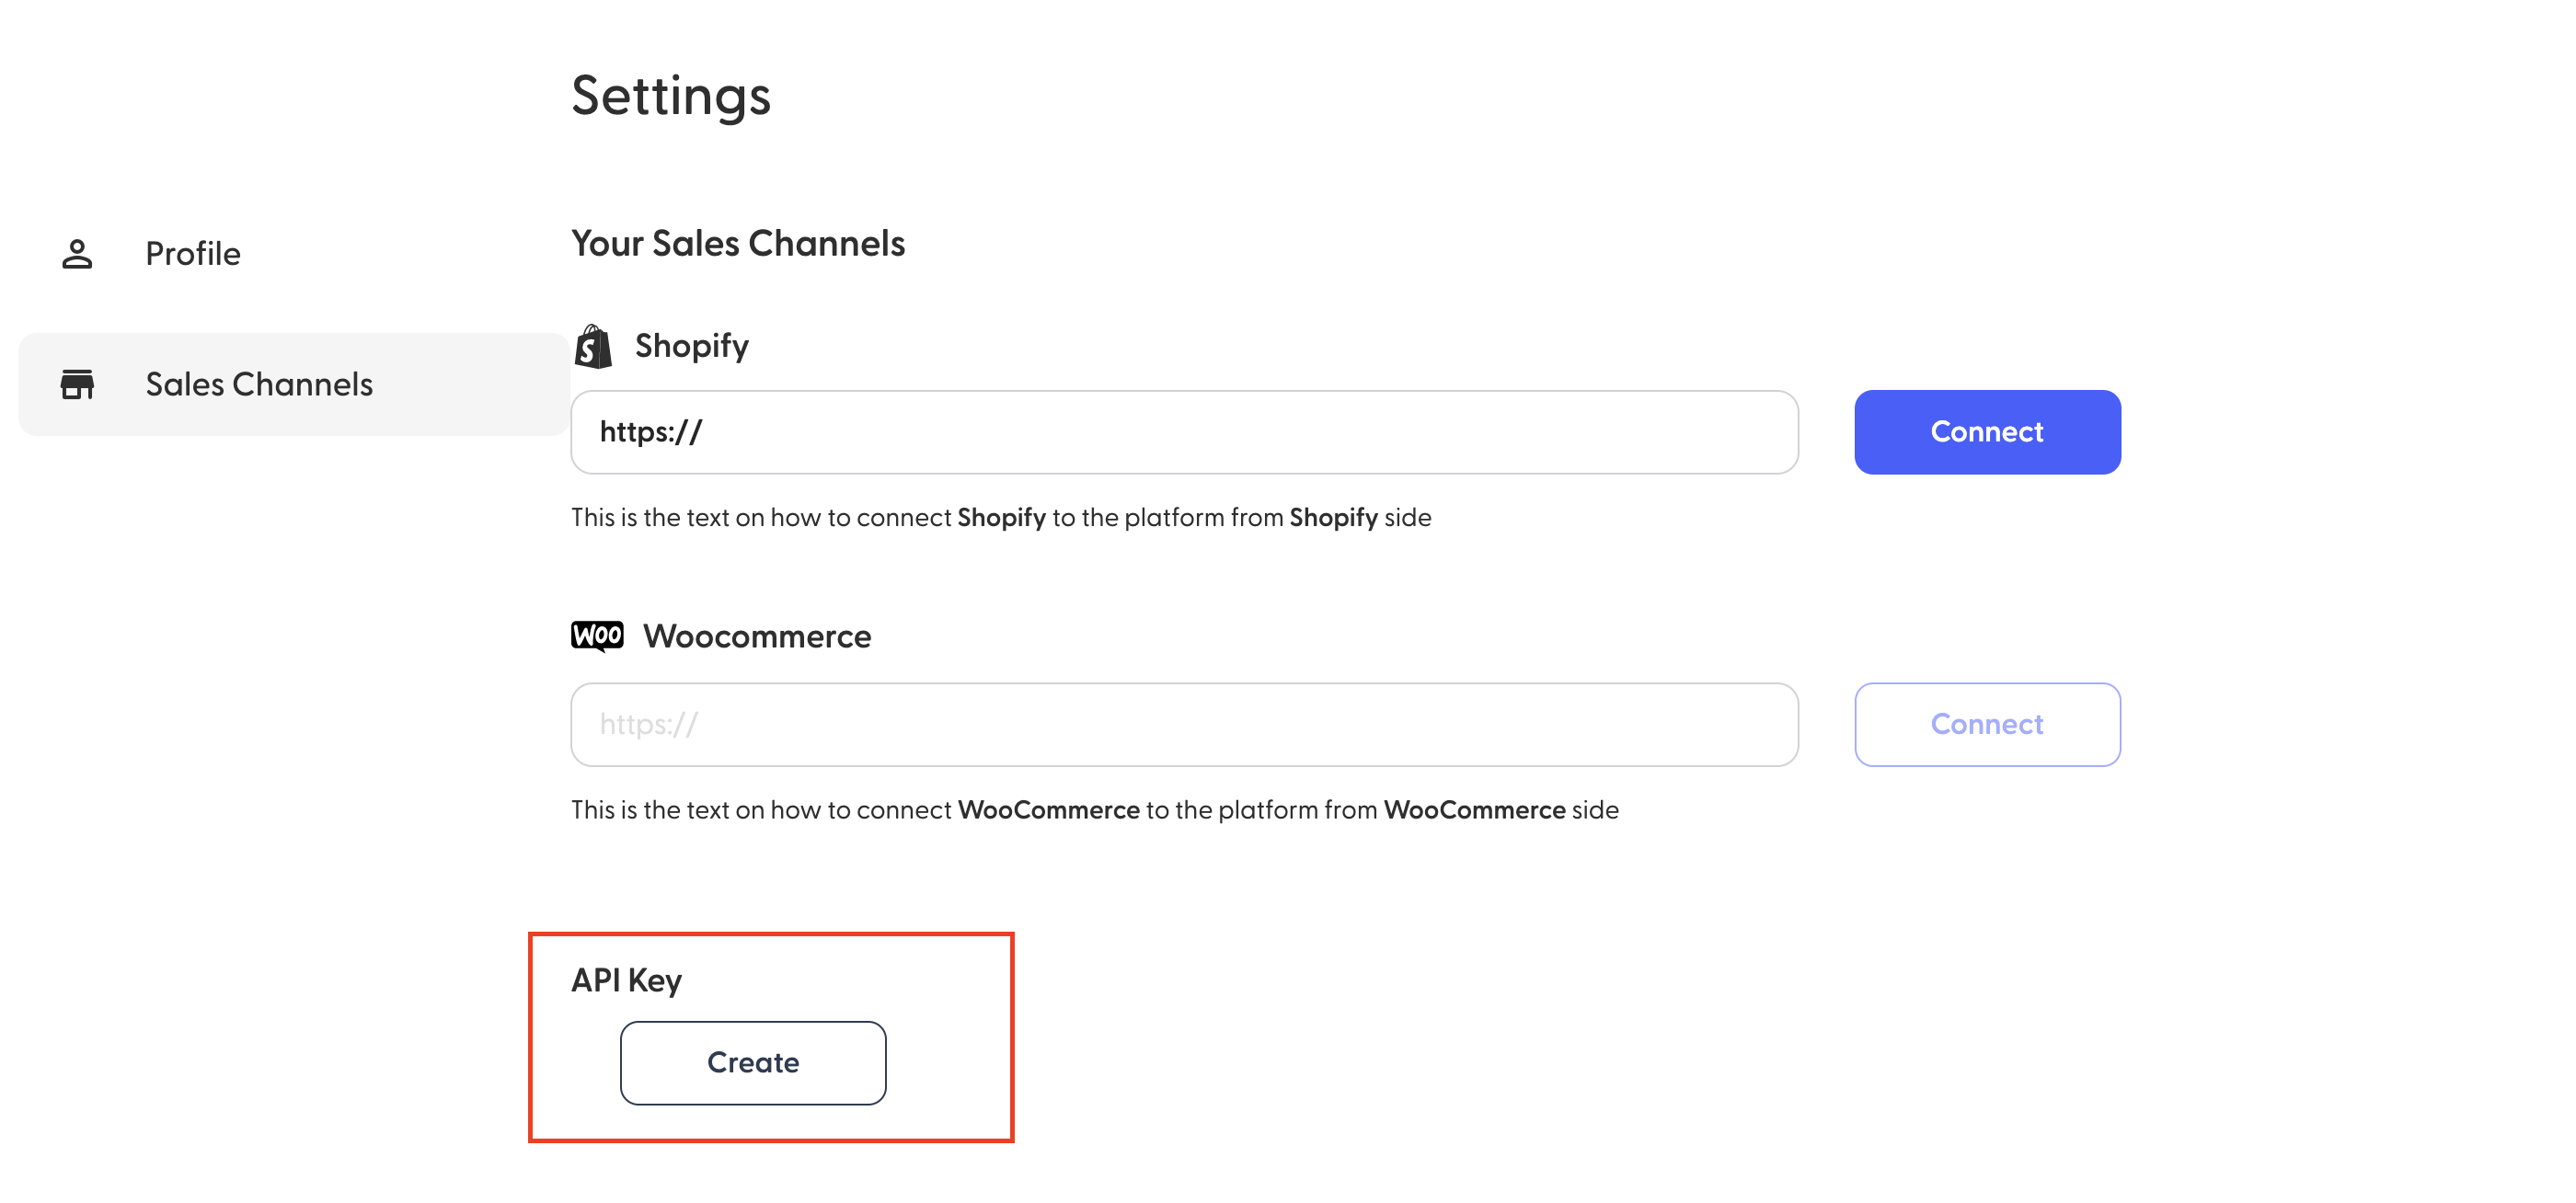 Settings
Profile
Sales Channels
Your Sales Channels
Shopify
https://
Connect
This is the text on how to connect Shopify to the platform from Shopify side
WOO Woocommerce
https://
Connect
This is the text on how to connect WooCommerce to the platform from WooCommerce side
API Key
Create